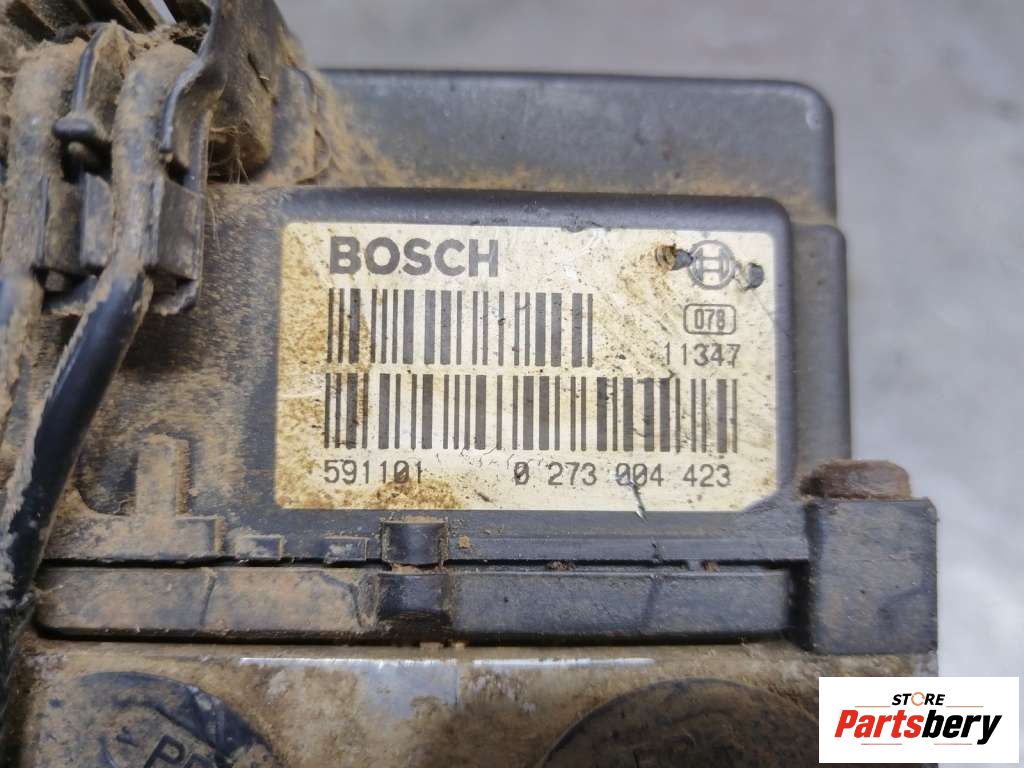 BOSCH
078
11347
591101 0 273 004 423
STORE
Partsbery